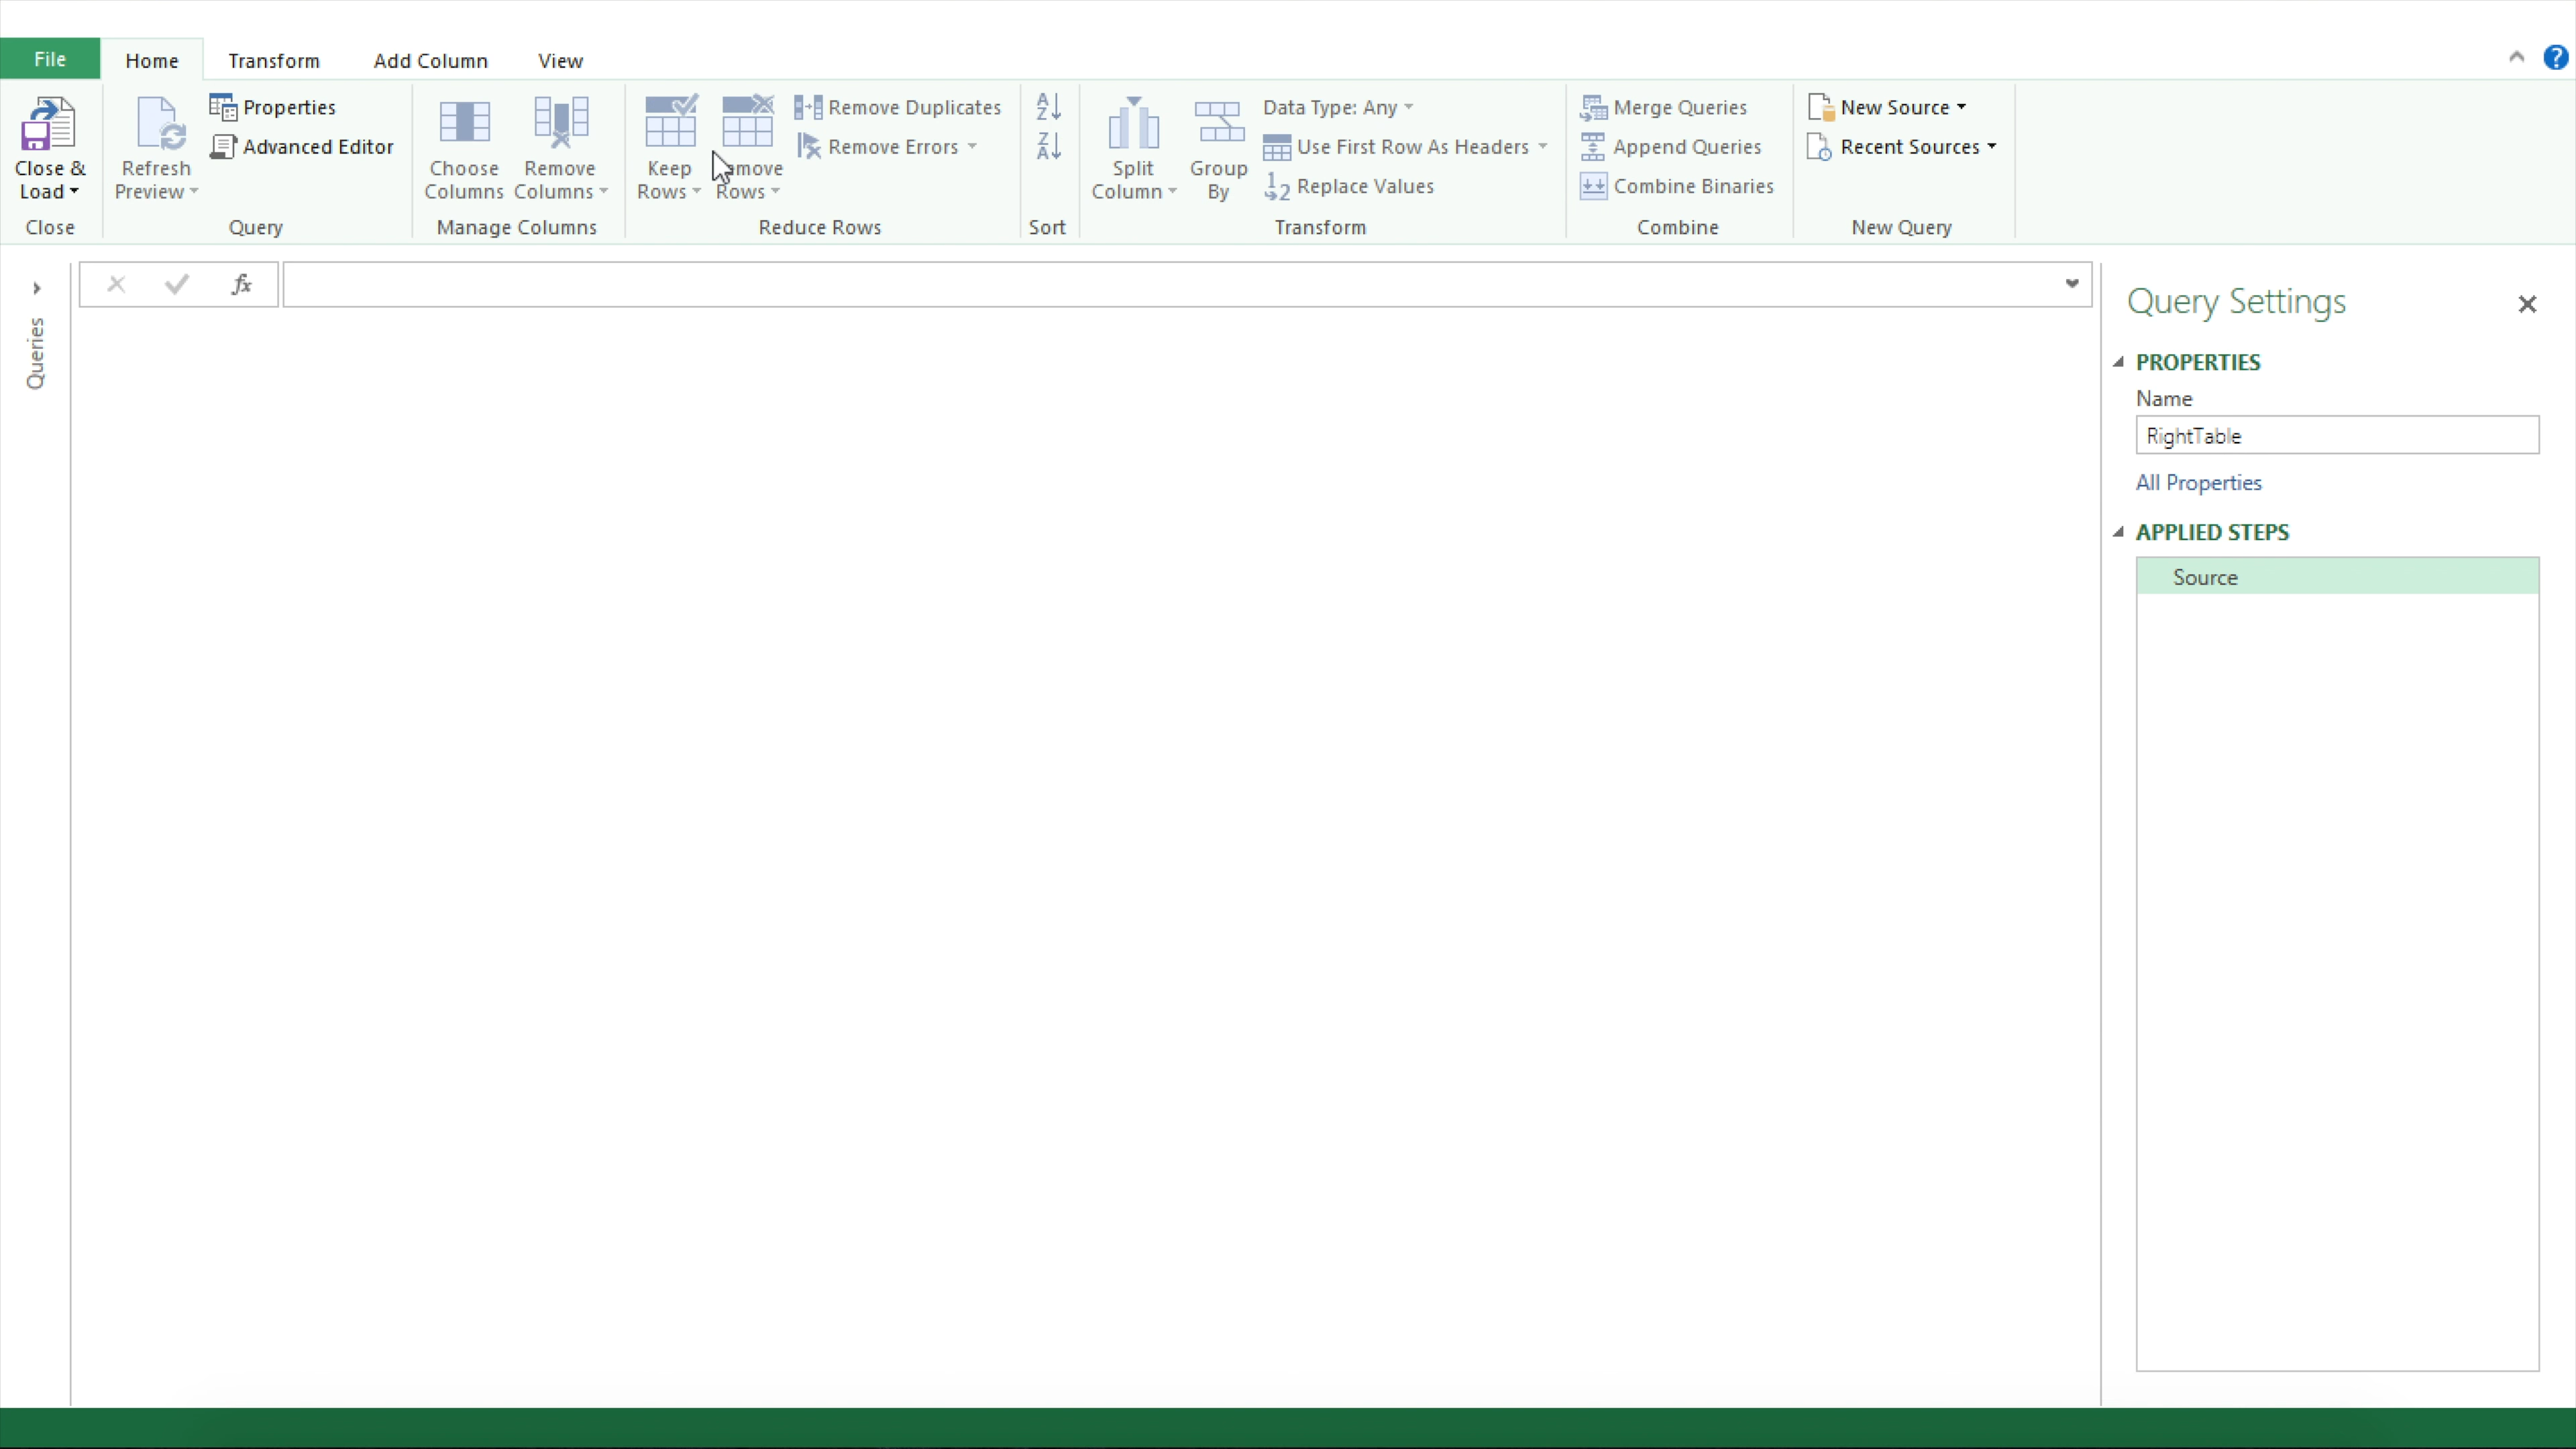 File Home Transform Add Column View
Close & Load
Refresh Preview
Properties
Advanced Editor
Choose Columns
Remove Columns
Keep Rows
Remove Rows
Remove Duplicates
Remove Errors
Split Column
Group By
Data Type: Any
Use First Row As Headers
Replace Values
Merge Queries
Append Queries
Combine Binaries
New Source
Recent Sources
Close Query Manage Columns Reduce Rows Sort Transform Combine New Query
fx
Queries
Query Settings
PROPERTIES
Name
RightTable
All Properties
APPLIED STEPS
Source